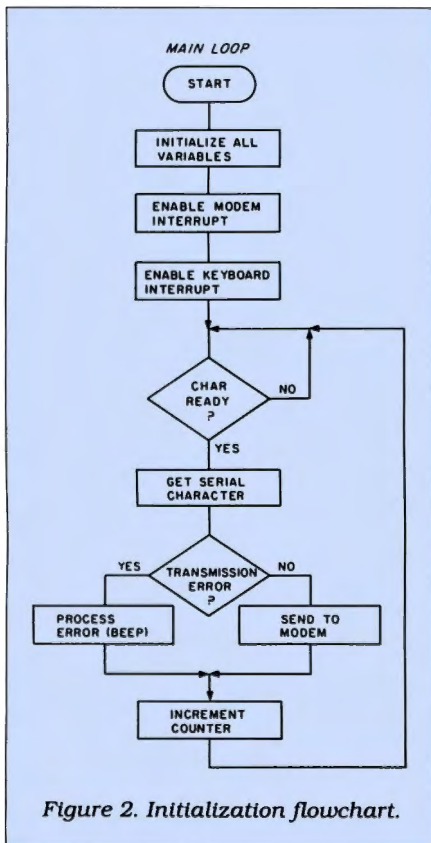 MAIN LOOP
START
INITIALIZE ALL
VARIABLES
ENABLE MODEM
INTERRUPT
ENABLE KEYBOARD
INTERRUPT
CHAR
READY
?
NO
YES
GET SERIAL
CHARACTER
YES
TRANSMISSION
ERROR
?
NO
PROCESS
ERROR (BEEP)
SEND TO
MODEM
INCREMENT
COUNTER
Figure 2. Initialization flowchart.